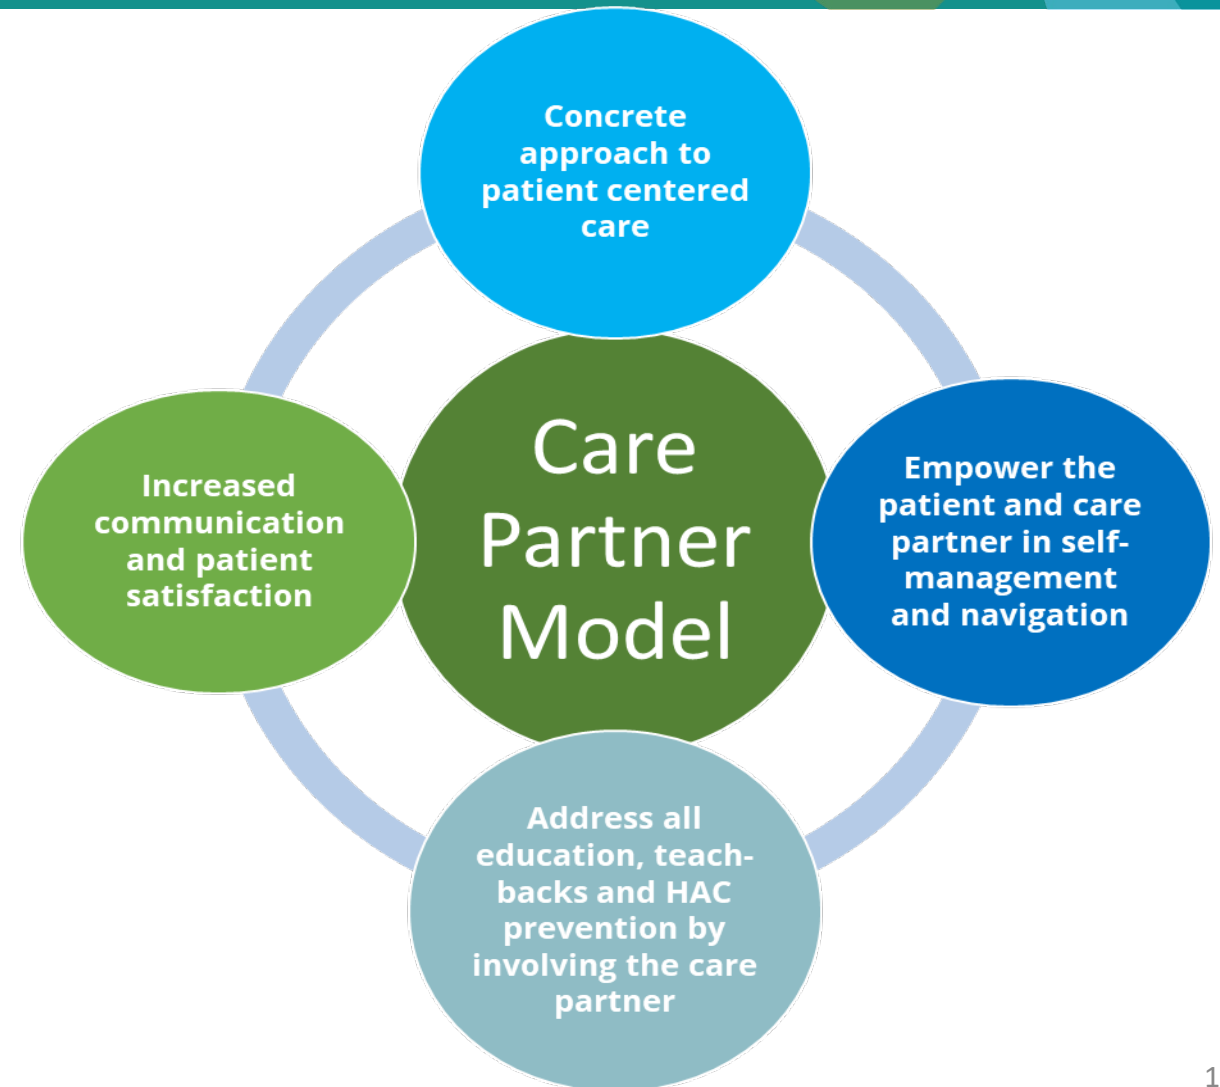 Concrete
approach to
patient centered
care
Care
Partner
Model
Increased
communication
and patient
satisfaction
Empower the
patient and care
partner in self-
management
and navigation
Address all
education, teach-
backs and HAC
prevention by
involving the care
partner
1